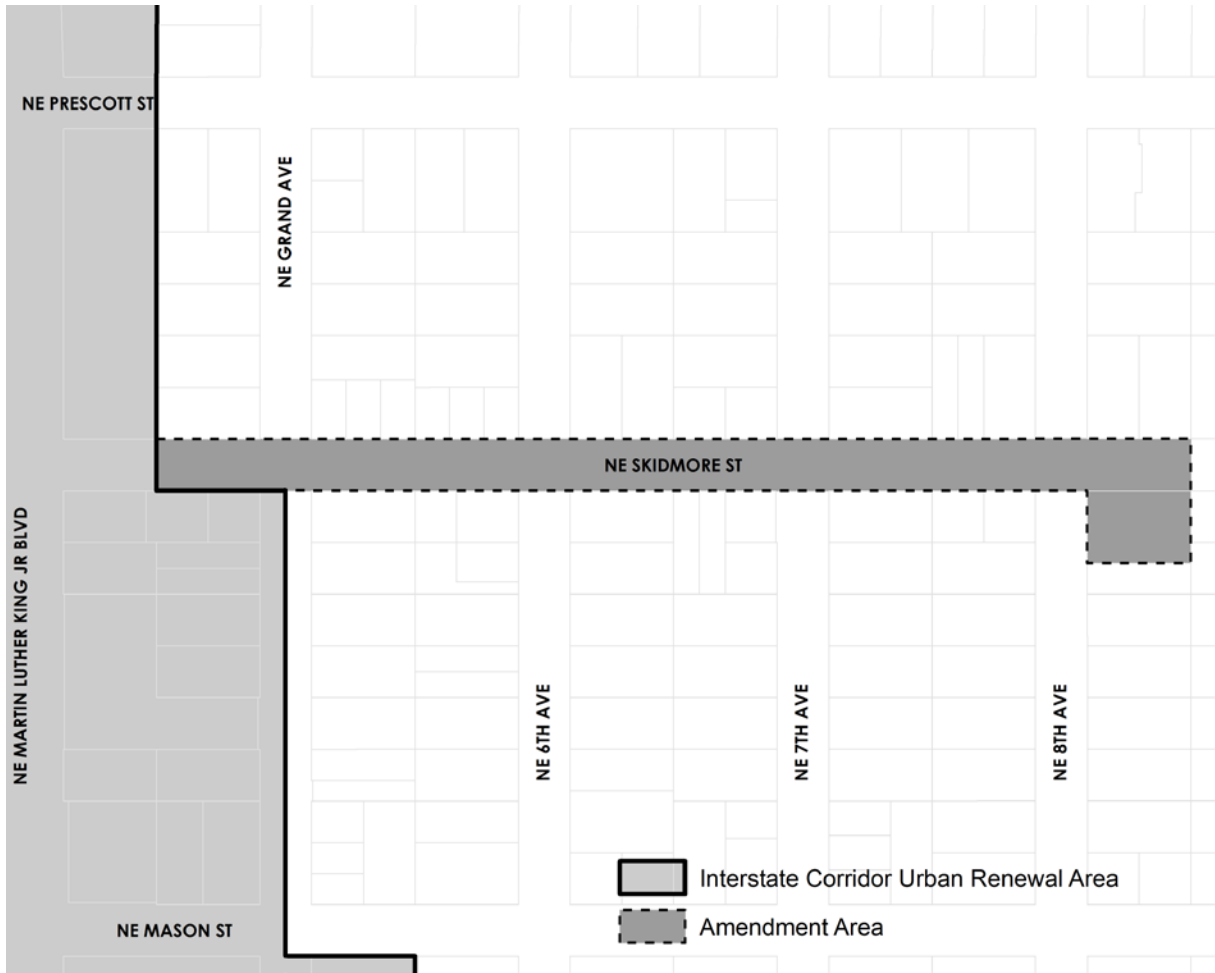 NE PRESCOTT ST
NE GRAND AVE
NE SKIDMORE ST
NE MARTIN LUTHER KING JR BLVD
NE 6TH AVE
NE 7TH AVE
NE 8TH AVE
Interstate Corridor Urban Renewal Area
Amendment Area
NE MASON ST